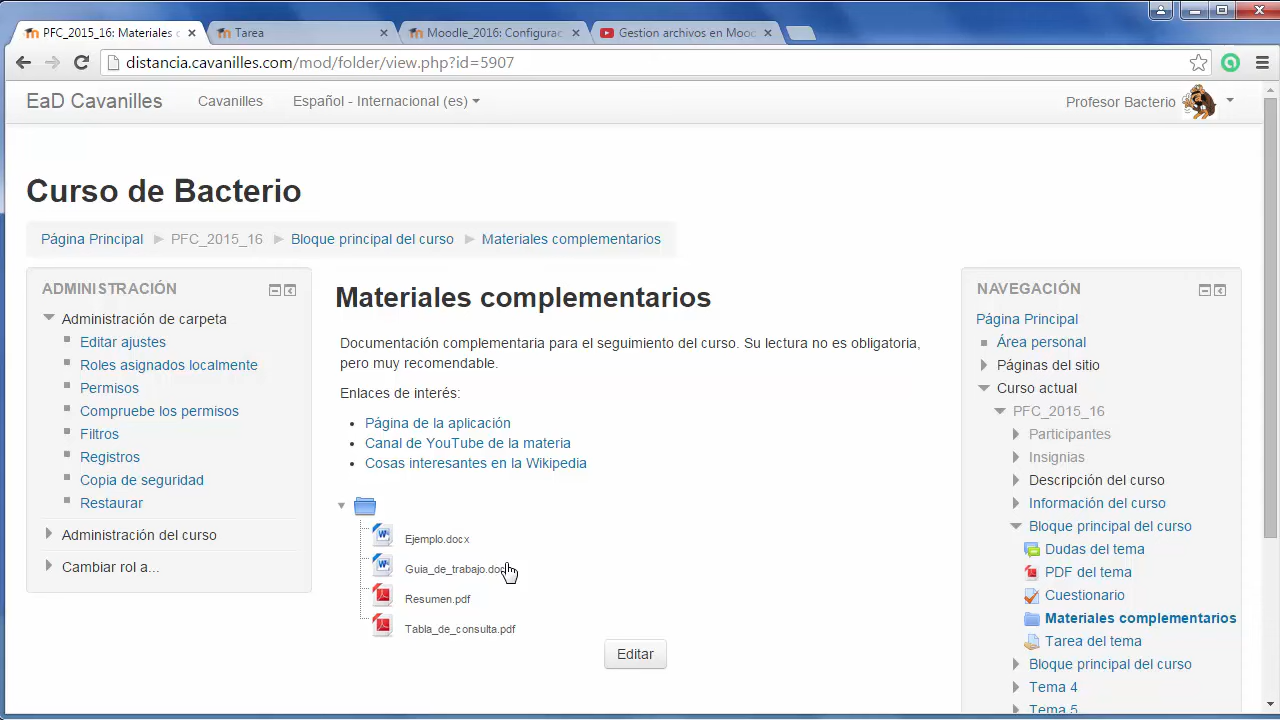 PFC_2015_16: Materiales c
Tarea
Moodle_2016: Configurac
Gestion archivos en Mood
distancia.cavanilles.com/mod/folder/view.php?id=5907
EaD Cavanilles
Cavanilles
Español - Internacional (es)
Profesor Bacterio
Curso de Bacterio
Página Principal
PFC_2015_16
Bloque principal del curso
Materiales complementarios
ADMINISTRACIÓN
Administración de carpeta
Editar ajustes
Roles asignados localmente
Permisos
Compruebe los permisos
Filtros
Registros
Copia de seguridad
Restaurar
Administración del curso
Cambiar rol a...
Materiales complementarios
Documentación complementaria para el seguimiento del curso. Su lectura no es obligatoria,
pero muy recomendable.
Enlaces de interés:
Página de la aplicación
Canal de YouTube de la materia
Cosas interesantes en la Wikipedia
Ejemplo.docx
Guia_de_trabajo.doc
Resumen.pdf
Tabla_de_consulta.pdf
Editar
NAVEGACIÓN
Página Principal
Área personal
Páginas del sitio
Curso actual
PFC_2015_16
Participantes
Insignias
Descripción del curso
Información del curso
Bloque principal del curso
Dudas del tema
PDF del tema
Cuestionario
Materiales complementarios
Tarea del tema
Bloque principal del curso
Tema 4
Tema 5